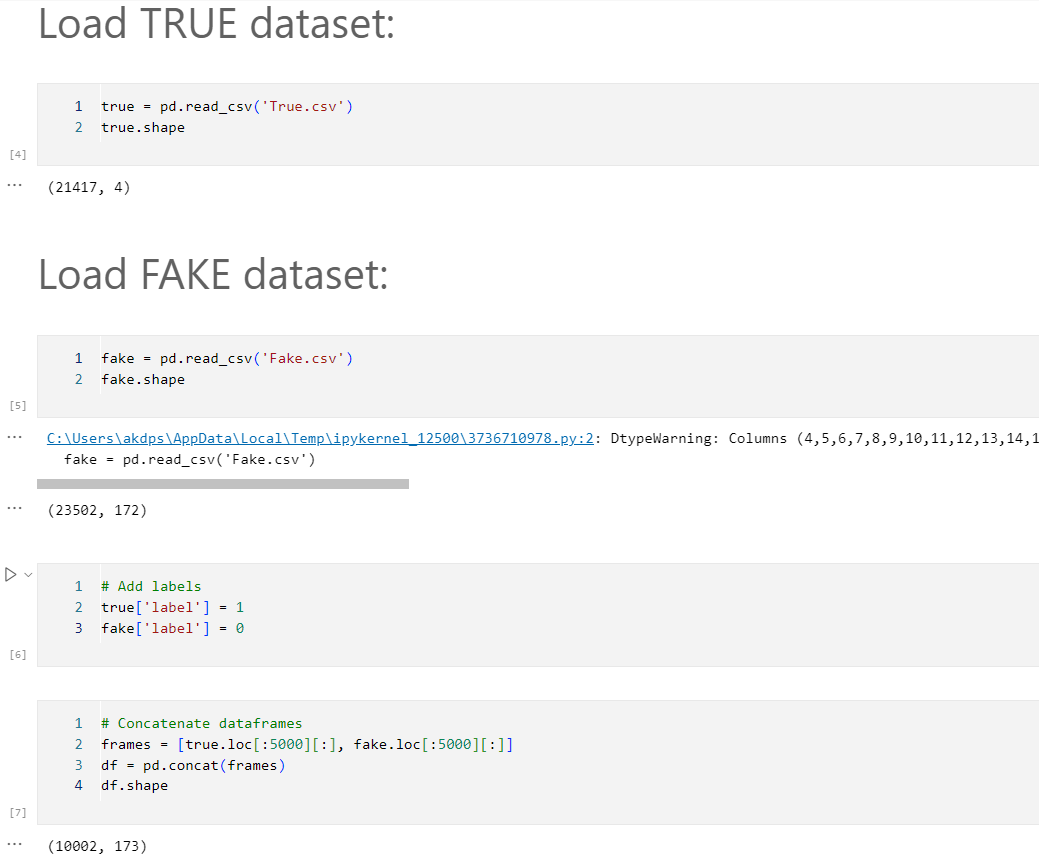 Load TRUE dataset:
1 true = pd.read_csv('True.csv')
2 true.shape
[4]
... (21417, 4)
Load FAKE dataset:
1 fake = pd.read_csv('Fake.csv')
2 fake.shape
[5]
... C:\Users\akdps\AppData\Local\Temp\ipykernel_12500\3736710978.py:2: DtypeWarning: Columns (4,5,6,7,8,9,10,11,12,13,14,1
fake = pd.read_csv('Fake.csv')
... (23502, 172)
1 # Add labels
2 true['label'] = 1
3 fake['label'] = 0
[6]
1 # Concatenate dataframes
2 frames = [true.loc[:5000][:], fake.loc[:5000][:]]
3 df = pd.concat(frames)
4 df.shape
[7]
... (10002, 173)